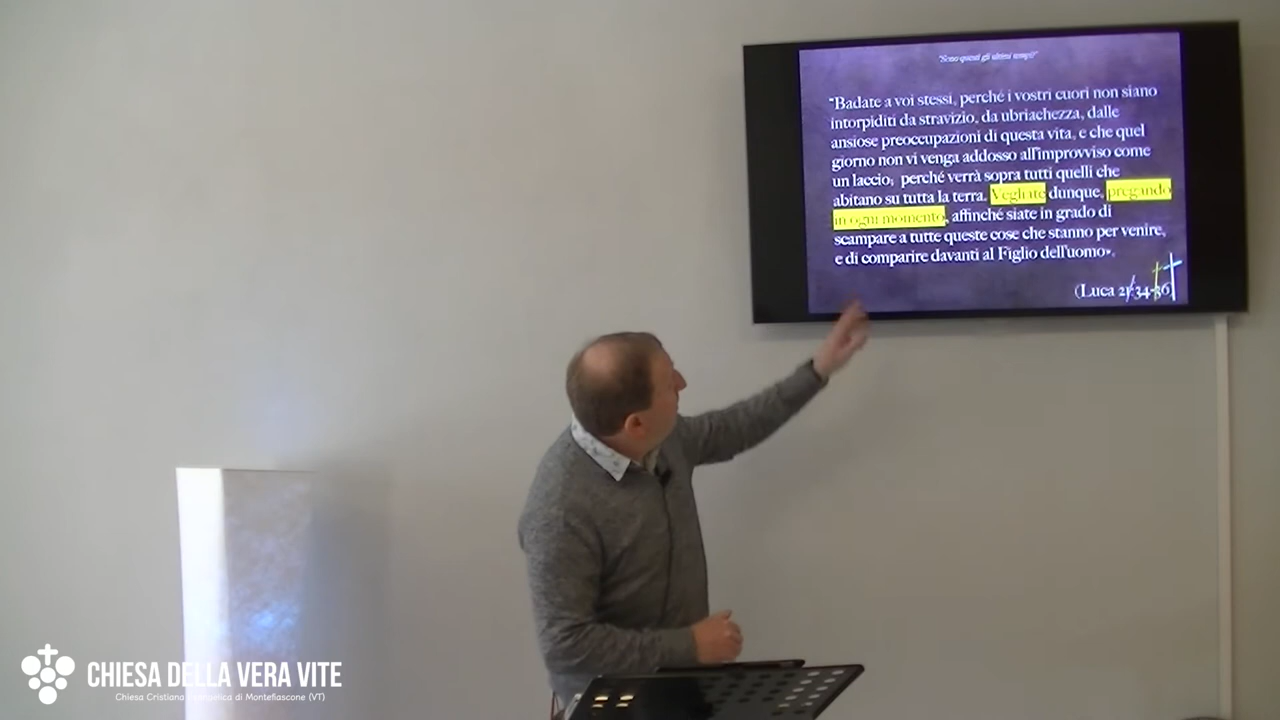 "Sono questi gli ultimi tempi?"
"Badate a voi stessi, perché i vostri cuori non siano
intorpiditi da stravizio, da ubriachezza, dalle
ansiose preoccupazioni di questa vita, e che quel
giorno non vi venga addosso all'improvviso come
un laccio; perché verrà sopra tutti quelli che
abitano su tutta la terra. Vegliate dunque, pregando
in ogni momento, affinché siate in grado di
scampare a tutte queste cose che stanno per venire,
e di comparire davanti al Figlio dell'uomo».
(Luca 21:34-36)
CHIESA DELLA VERA VITE
Chiesa Cristiana Evangelica di Montefiascone (VT)